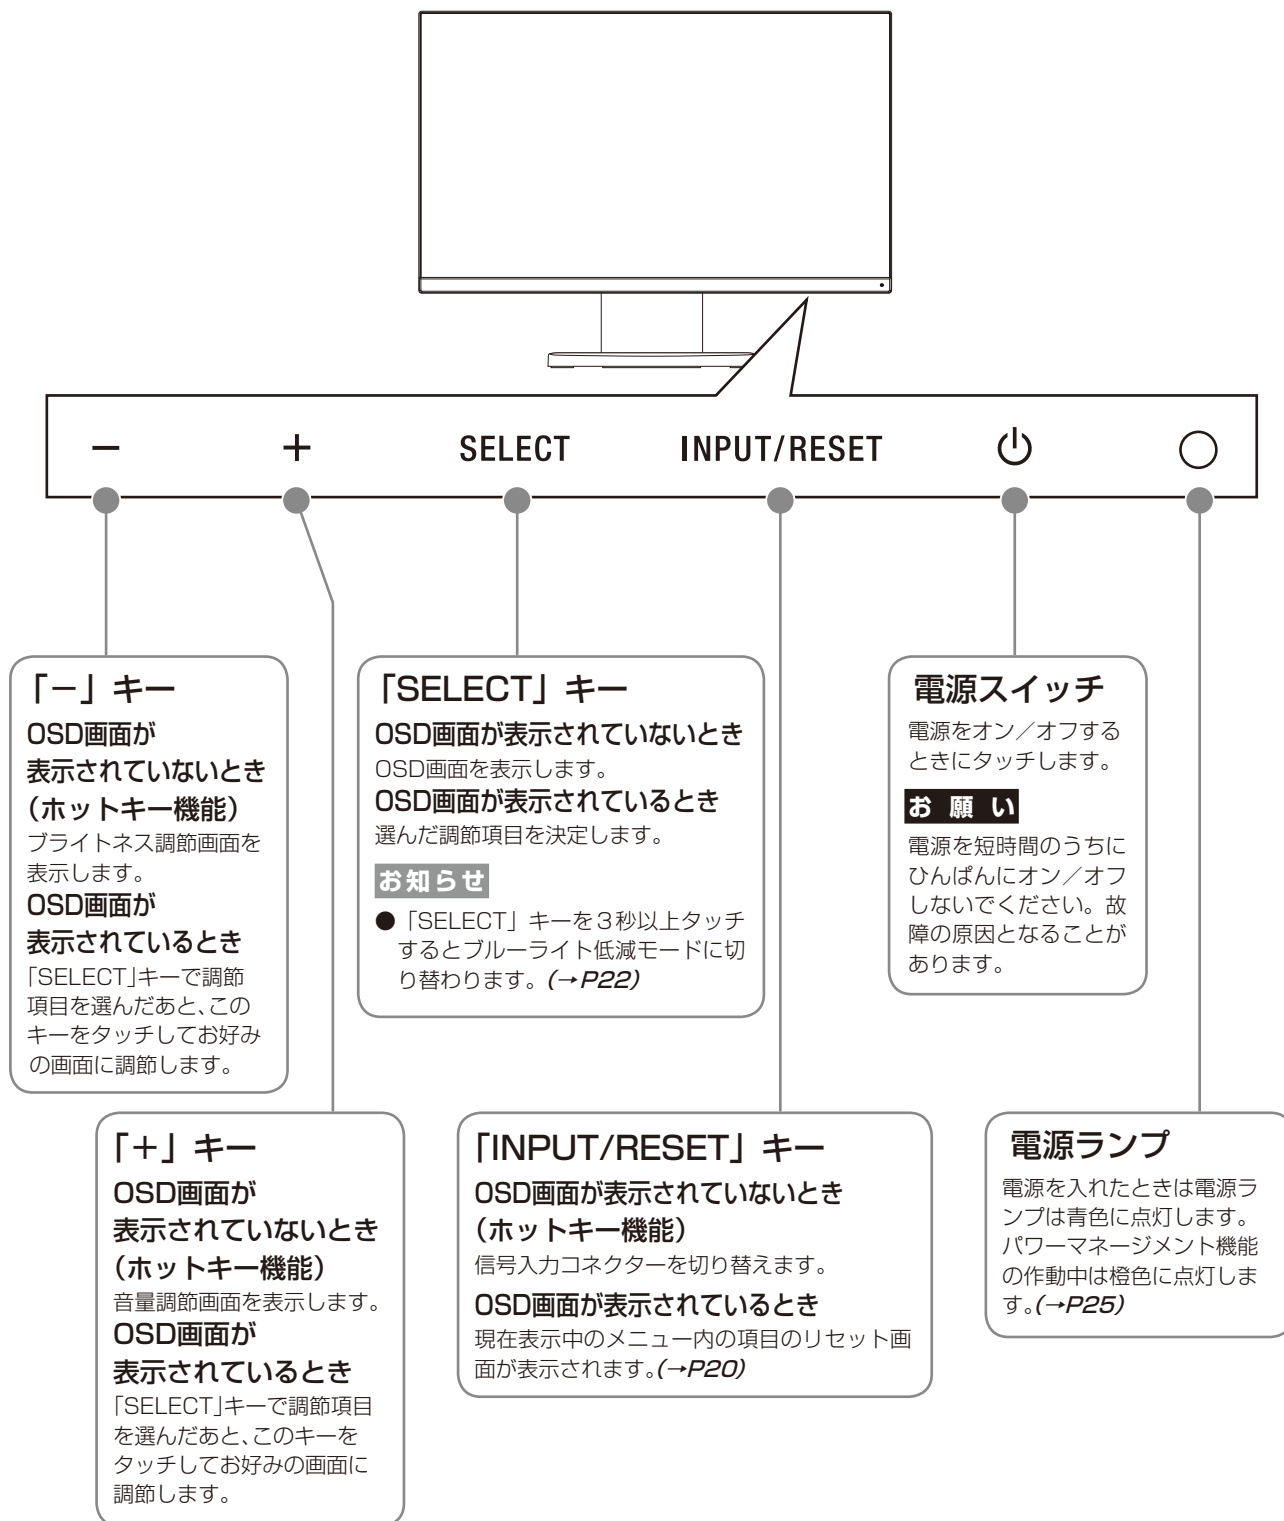 − + SELECT INPUT/RESET
「−」キー
OSD画面が
表示されていないとき
（ホットキー機能）
ブライトネス調節画面を
表示します。
OSD画面が
表示されているとき
「SELECT」キーで調節
項目を選んだあと、この
キーをタッチしてお好み
の画面に調節します。
「SELECT」キー
OSD画面が表示されていないとき
OSD画面を表示します。
OSD画面が表示されているとき
選んだ調節項目を決定します。
お知らせ
●「SELECT」キーを３秒以上タッチ
するとブルーライト低減モードに切
り替わります。(→P22)
電源スイッチ
電源をオン／オフする
ときにタッチします。
お願い
電源を短時間のうちに
ひんぱんにオン／オフ
しないでください。故
障の原因となることが
あります。
「＋」キー
OSD画面が
表示されていないとき
（ホットキー機能）
音量調節画面を表示します。
OSD画面が
表示されているとき
「SELECT」キーで調節項目
を選んだあと、このキーを
タッチしてお好みの画面に
調節します。
「INPUT/RESET」キー
OSD画面が表示されていないとき
（ホットキー機能）
信号入力コネクターを切り替えます。
OSD画面が表示されているとき
現在表示中のメニュー内の項目のリセット画
面が表示されます。(→P20)
電源ランプ
電源を入れたときは電源ラ
ンプは青色に点灯します。
パワーマネージメント機能
の作動中は橙色に点灯しま
す。(→P25)